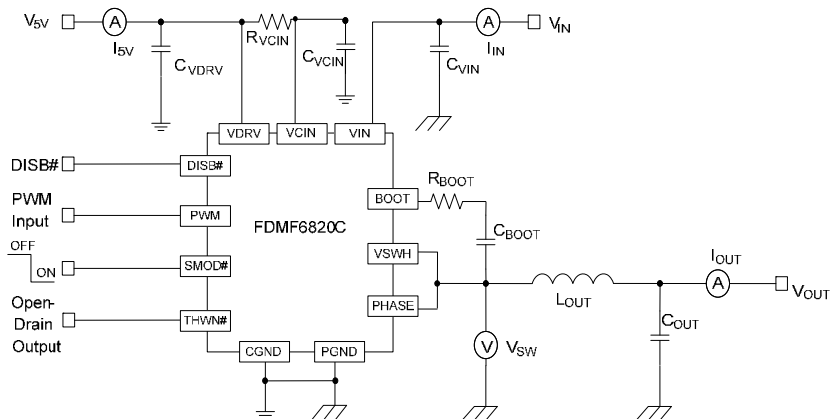 V5V
A
I5V
RVCIN
CVDRV
CVCIN
CVIN
A
IIN
VIN
VDRV
VCIN
VIN
DISB#
DISB#
PWM
Input
PWM
FDMF6820C
BOOT
RBOOT
CBOOT
OFF
ON
SMOD#
VSWH
Open-
Drain
Output
THWN#
PHASE
LOUT
IOUT
A
VOUT
COUT
V
VSW
CGND
PGND